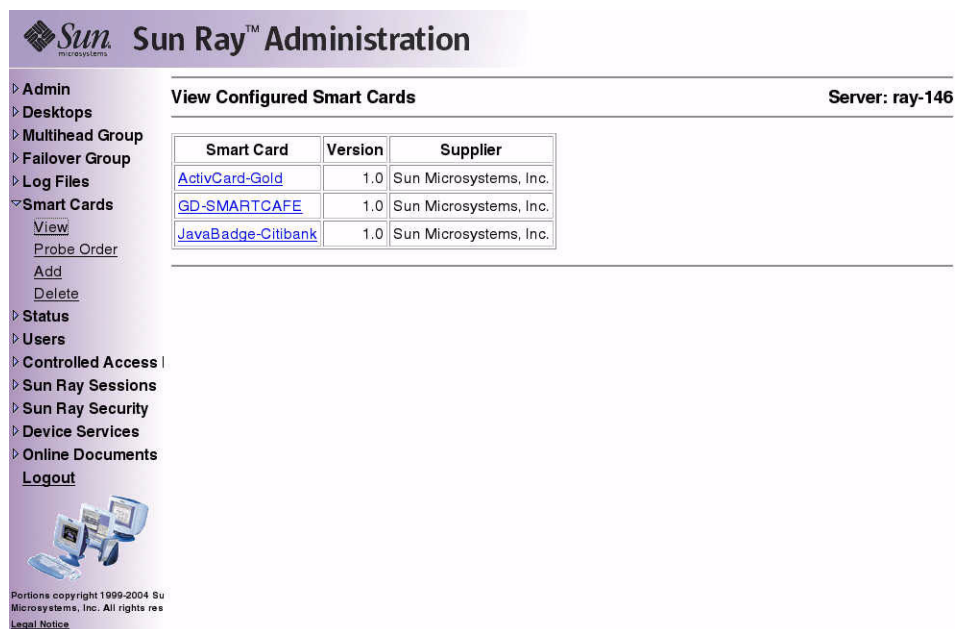 Sun
microsystems
Sun Ray™ Administration
Admin
Desktops
Multihead Group
Failover Group
Log Files
Smart Cards
View
Probe Order
Add
Delete
Status
Users
Controlled Access
Sun Ray Sessions
Sun Ray Security
Device Services
Online Documents
Logout
Portions copyright 1999-2004 Su
Microsystems, Inc. All rights res
Legal Notice
View Configured Smart Cards Server: ray-146
Smart Card Version Supplier
ActivCard-Gold 1.0 Sun Microsystems, Inc.
GD-SMARTCAFE 1.0 Sun Microsystems, Inc.
JavaBadge-Citibank 1.0 Sun Microsystems, Inc.